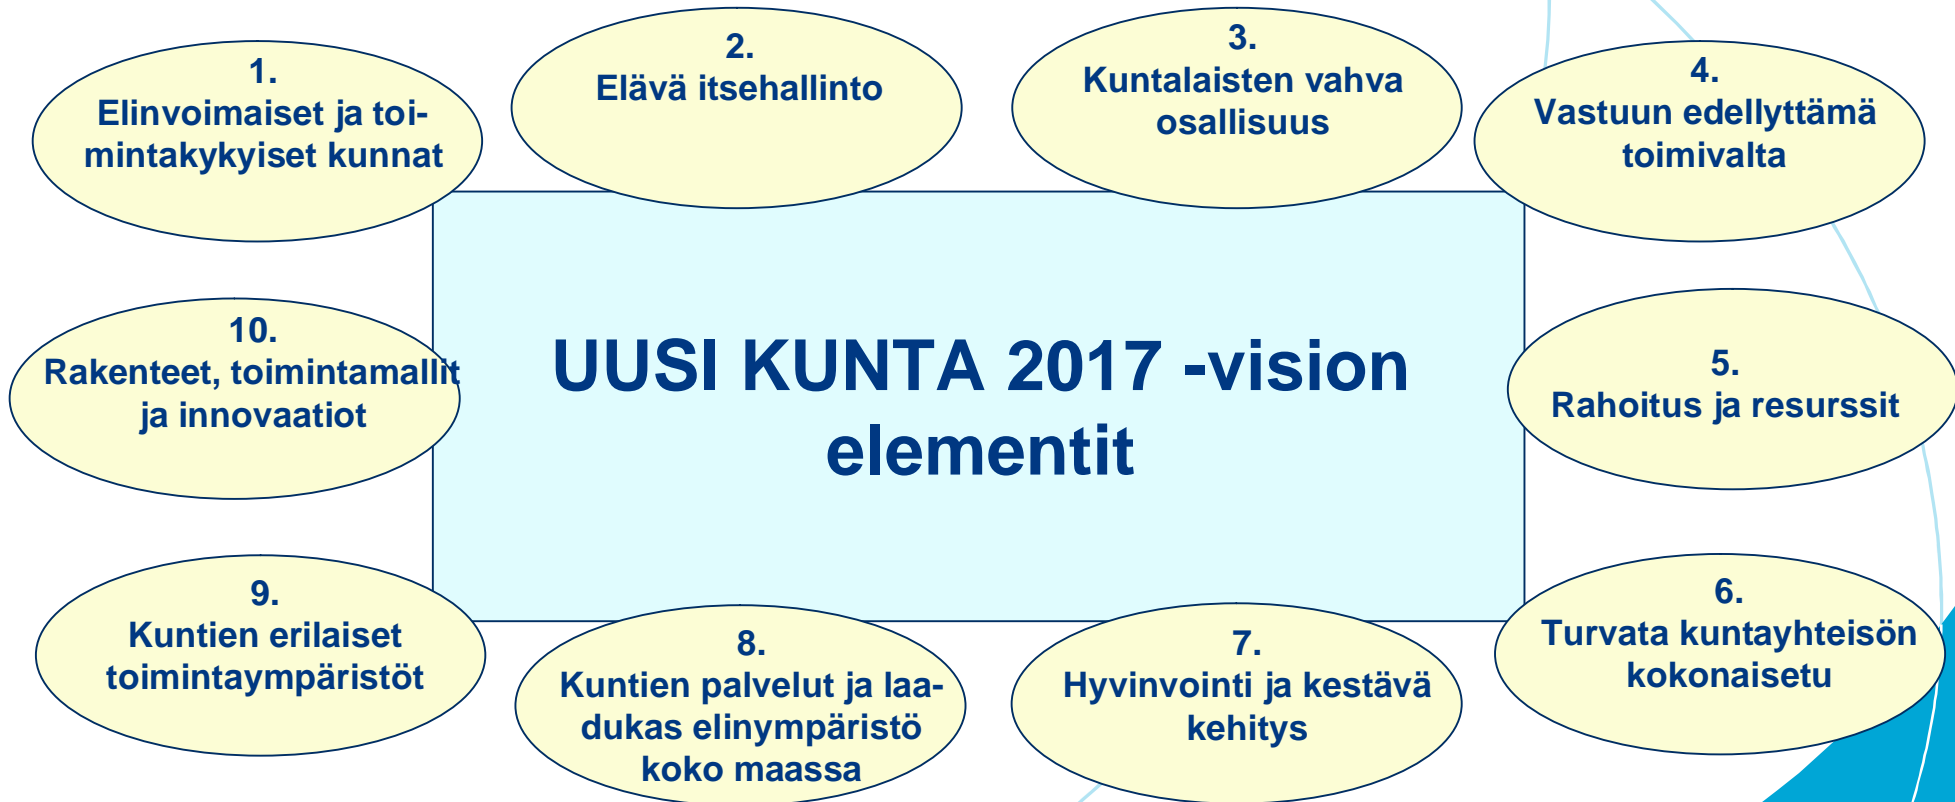 1.
Elinvoimaiset ja toi-
mintakykyiset kunnat
2.
Elävä itsehallinto
3.
Kuntalaisten vahva
osallisuus
4.
Vastuun edellyttämä
toimivalta
10.
Rakenteet, toimintamallit
ja innovaatiot
UUSI KUNTA 2017 -vision
elementit
5.
Rahoitus ja resurssit
9.
Kuntien erilaiset
toimintaympäristöt
8.
Kuntien palvelut ja laa-
dukas elinympäristö
koko maassa
7.
Hyvinvointi ja kestävä
kehitys
6.
Turvata kuntayhteisön
kokonaisetu